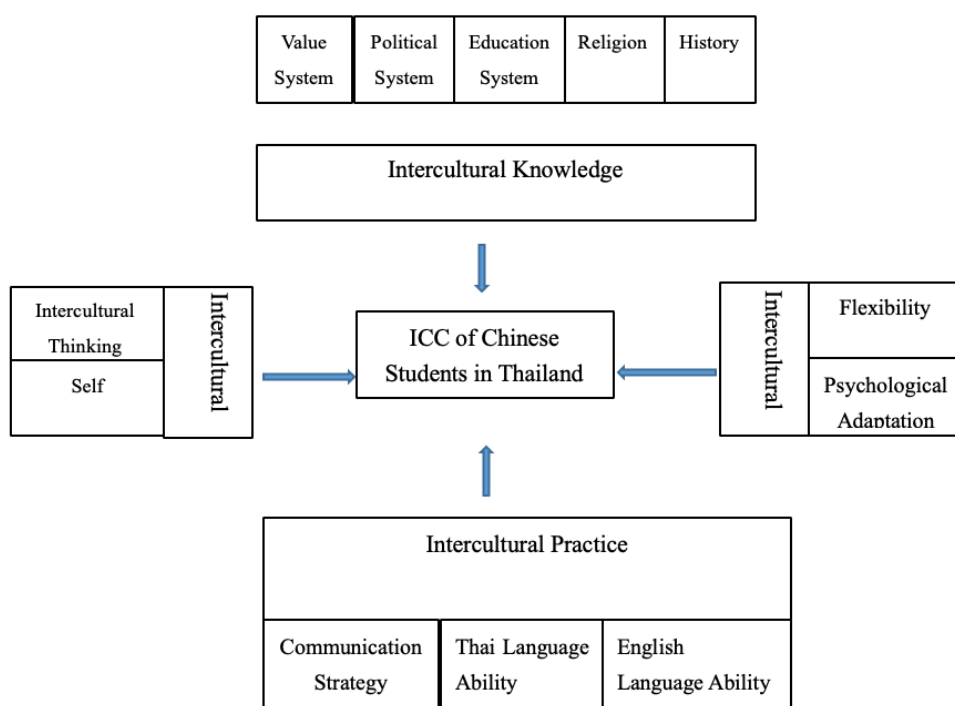 Value
System
Political
System
Education
System
Religion
History
Intercultural Knowledge
Intercultural
Thinking
Self
Intercultural
ICC of Chinese
Students in Thailand
Intercultural
Flexibility
Psychological
Adaptation
Intercultural Practice
Communication
Strategy
Thai Language
Ability
English
Language Ability